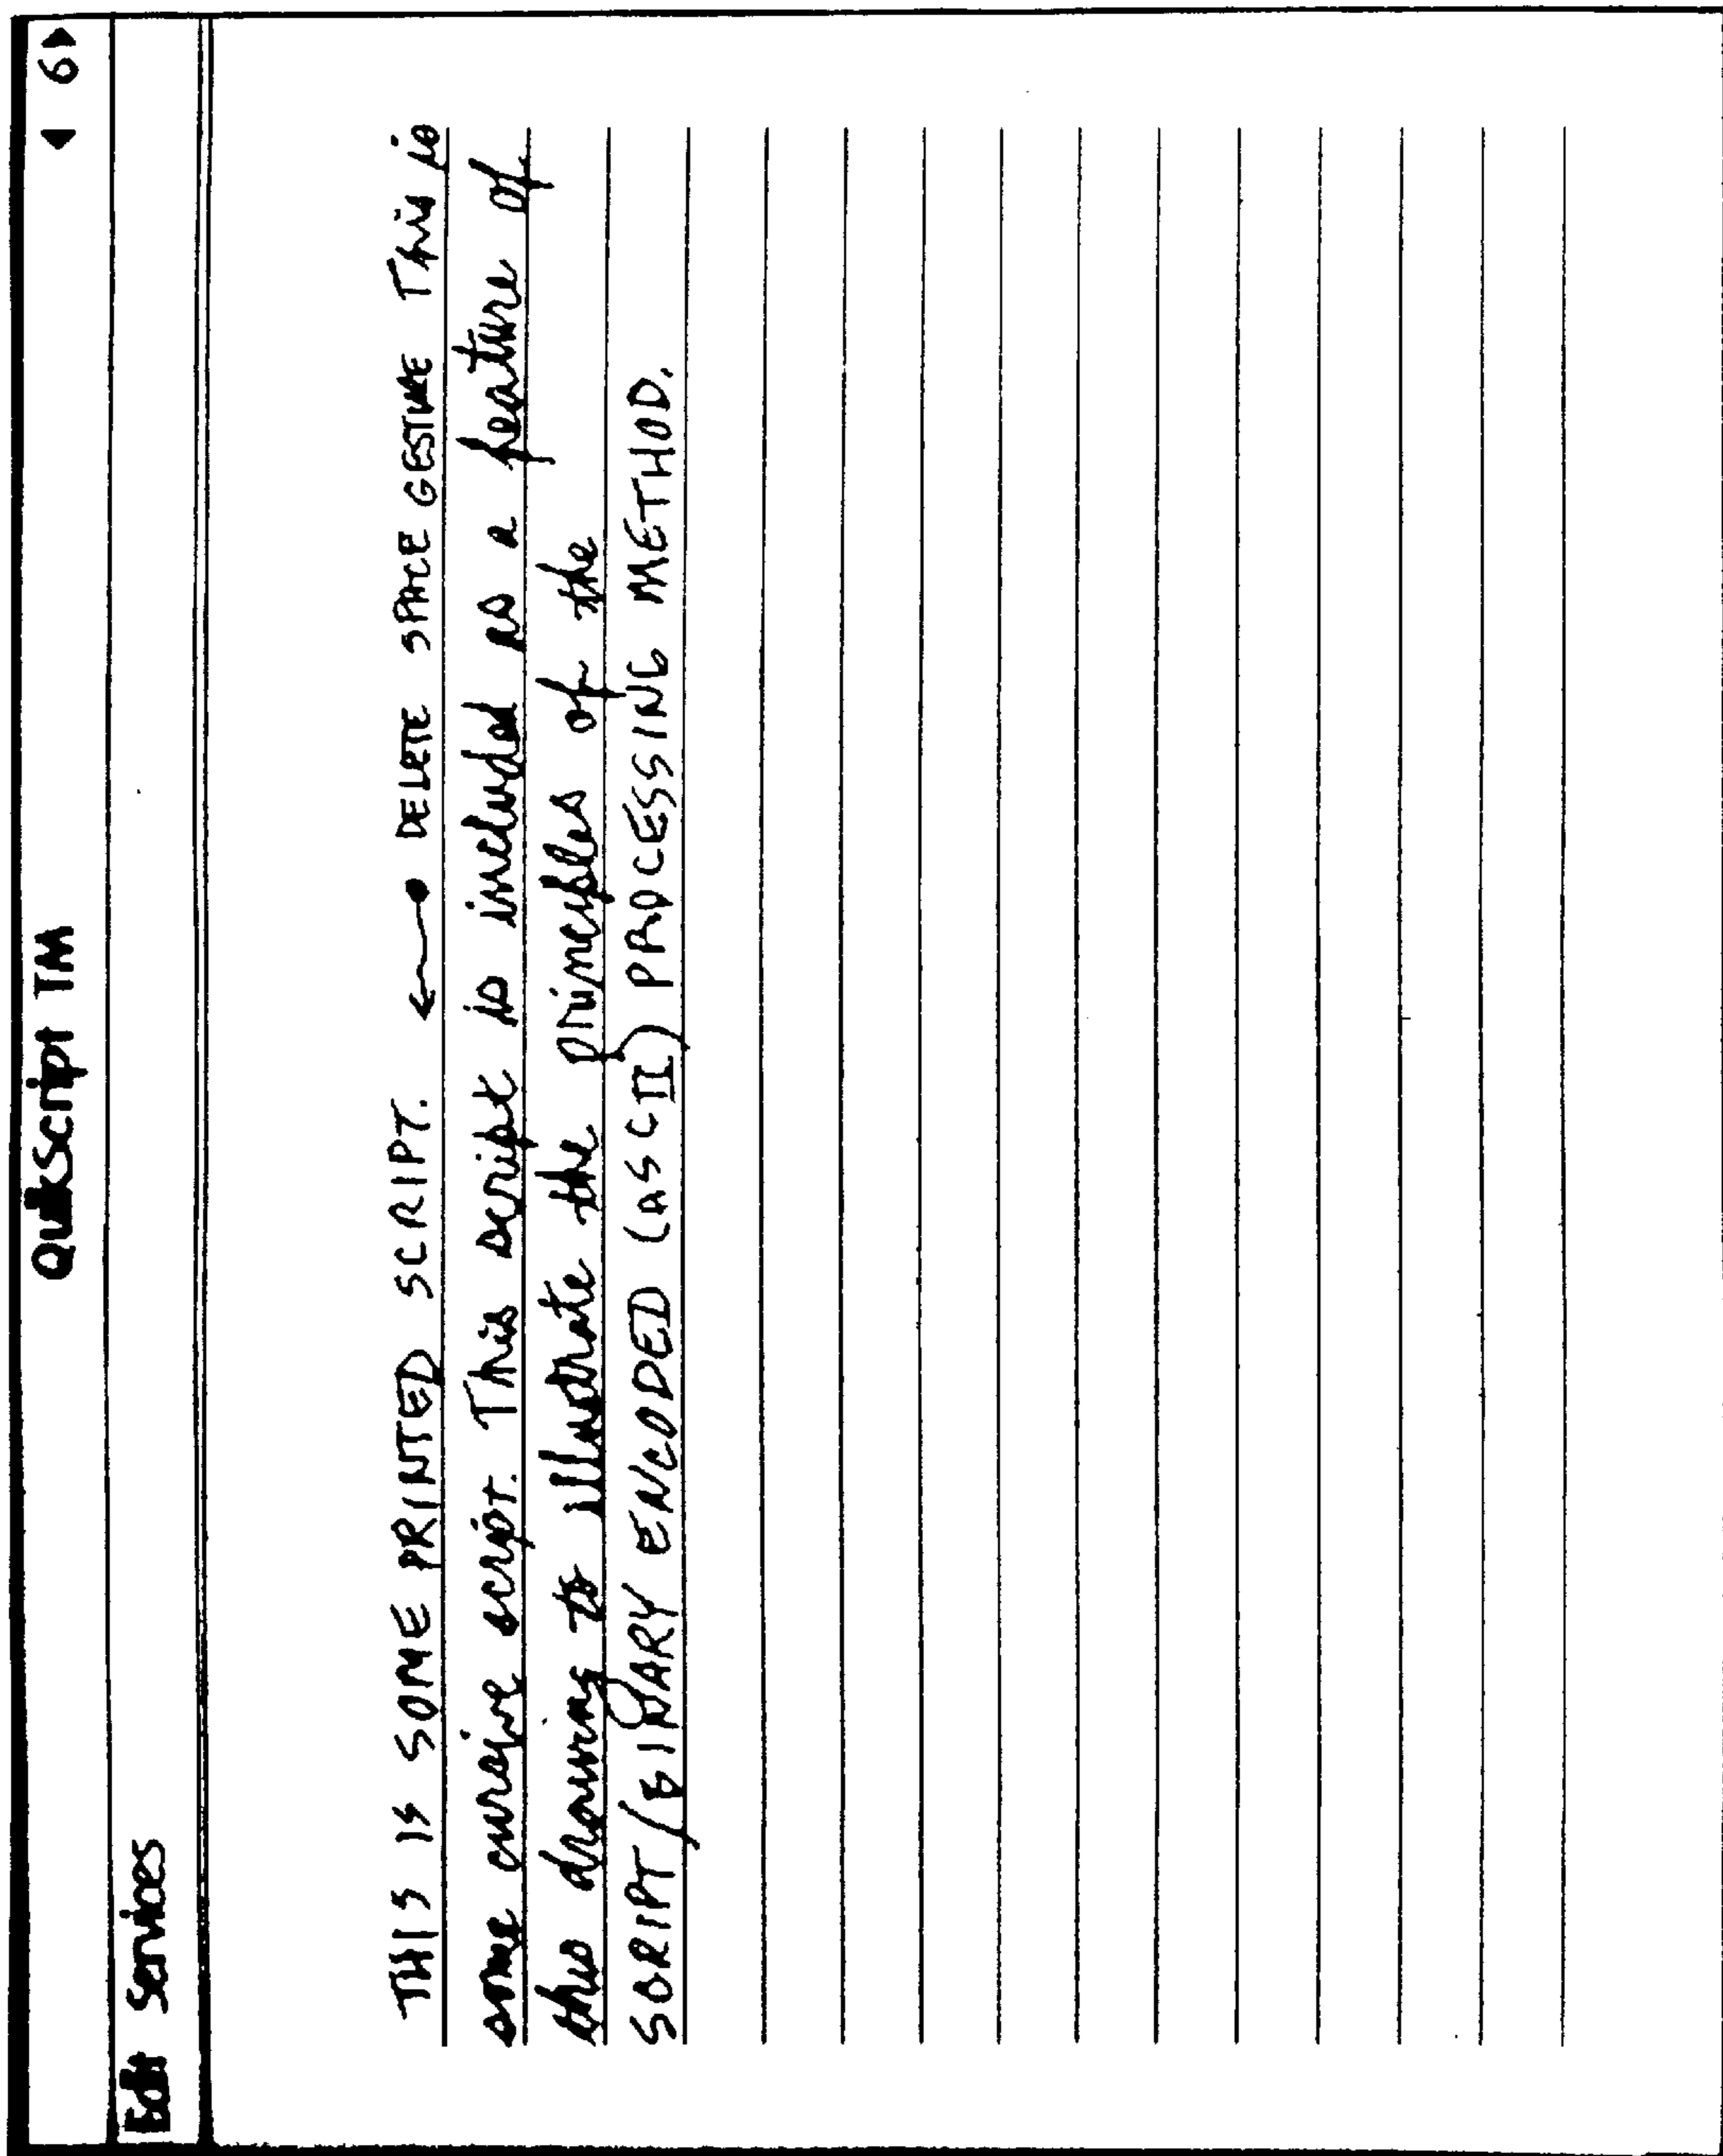 QuikScript TM ◀ 6▶
Edit Services
THIS IS SOME PRINTED SCRIPT. ← DELETE SPACE GESTURE This is
some cursive script. This script is included as a feature of
this drawing to illustrate the principles of the
SCRIPT/BINARY ENCODED (ASCII) PROCESSING METHOD.